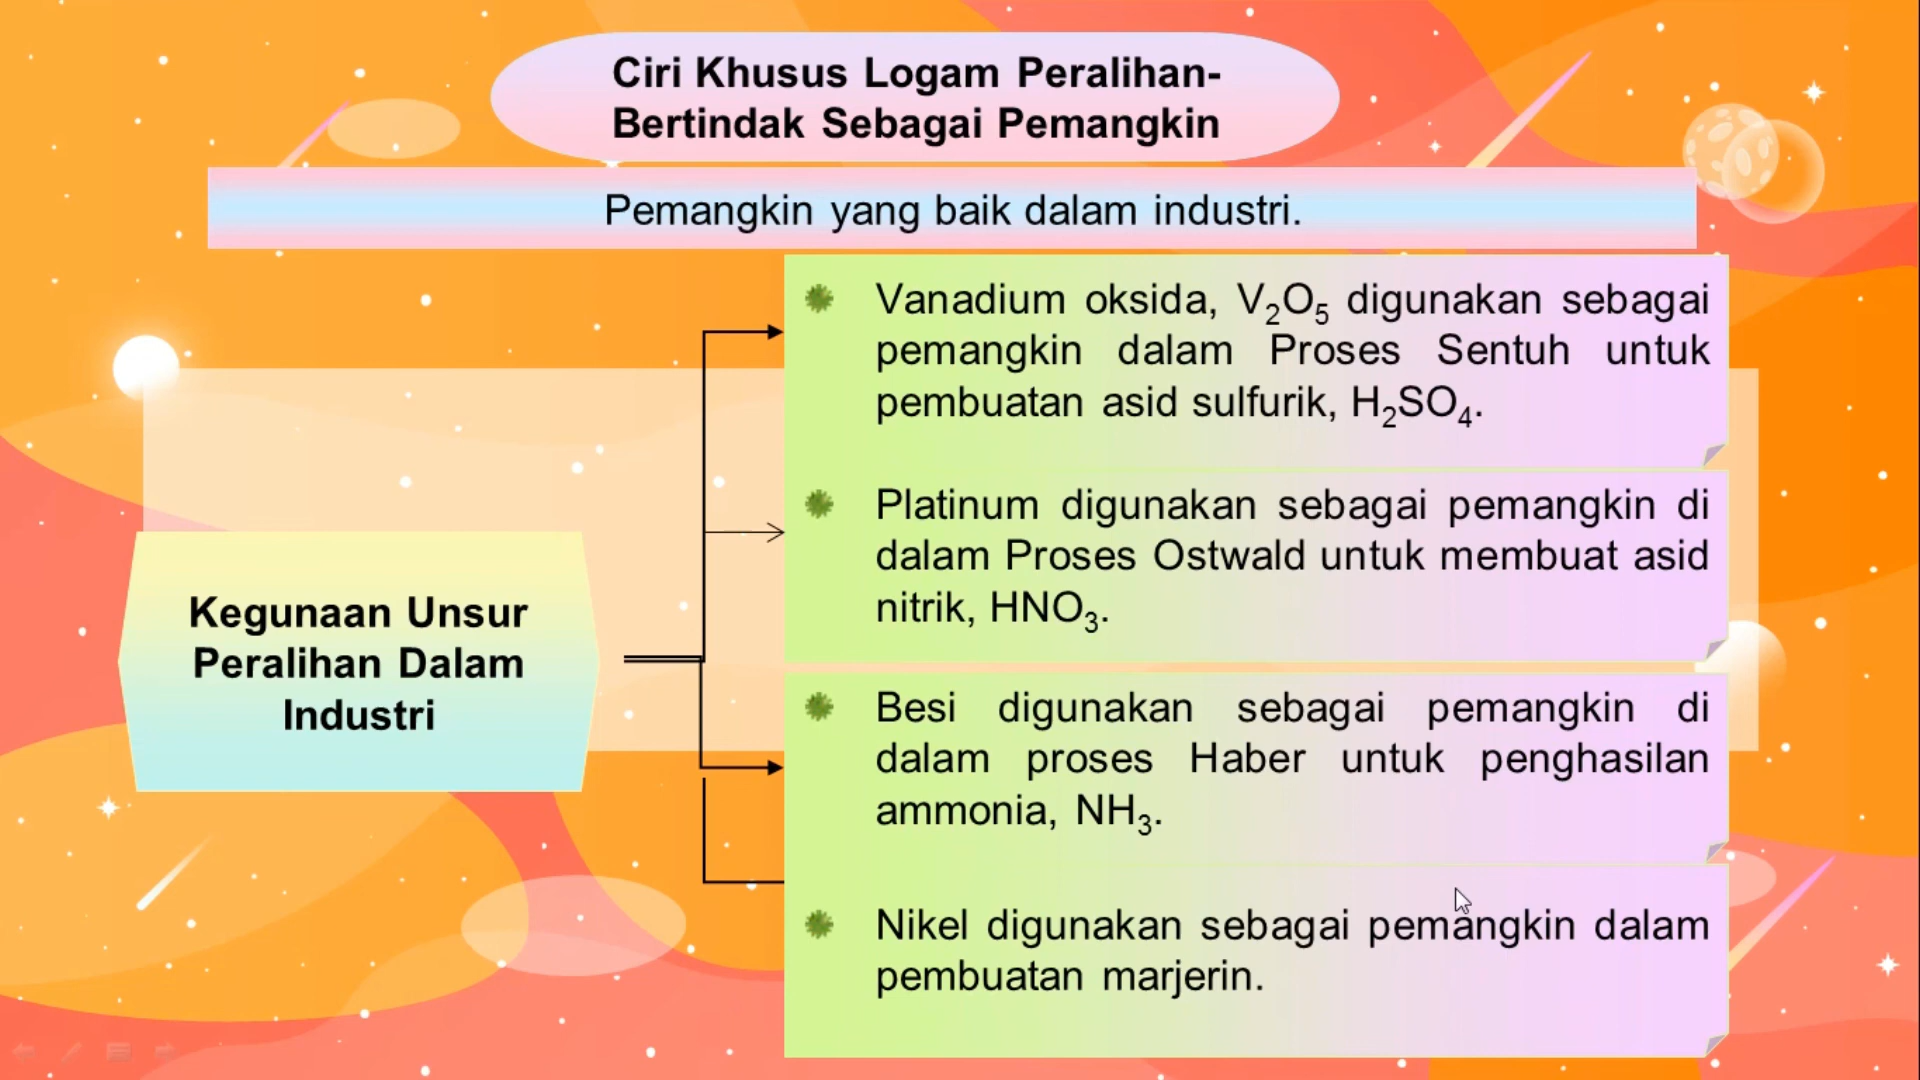 Ciri Khusus Logam Peralihan-
Bertindak Sebagai Pemangkin
Pemangkin yang baik dalam industri.
Vanadium oksida, V₂O₅ digunakan sebagai
pemangkin dalam Proses Sentuh untuk
pembuatan asid sulfurik, H₂SO₄.
Platinum digunakan sebagai pemangkin di
dalam Proses Ostwald untuk membuat asid
nitrik, HNO₃.
Kegunaan Unsur
Peralihan Dalam
Industri
Besi digunakan sebagai pemangkin di
dalam proses Haber untuk penghasilan
ammonia, NH₃.
Nikel digunakan sebagai pemangkin dalam
pembuatan marjerin.